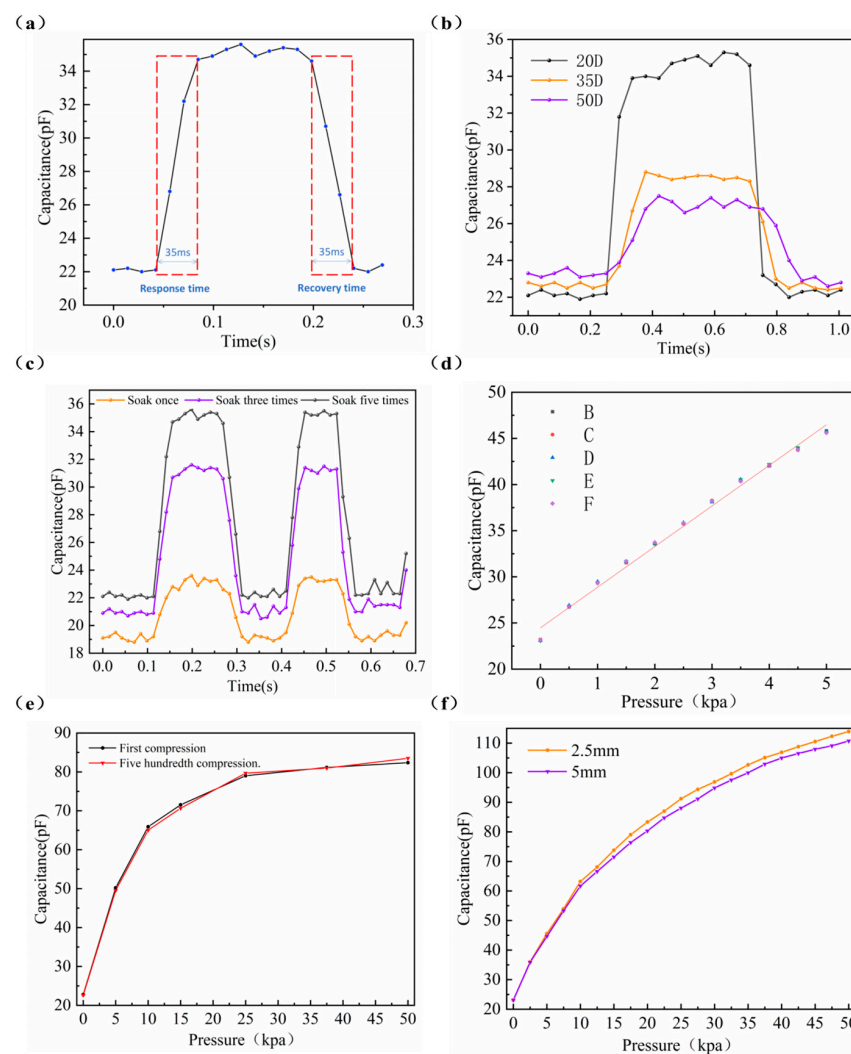 (a)
Capacitance(pF)
36
34
32
30
28
26
24
22
20
35ms
35ms
Response time
Recovery time
0.0
0.1
0.2
0.3
Time(s)
(b)
Capacitance(pF)
36
34
32
30
28
26
24
22
20D
35D
50D
0.0
0.2
0.4
0.6
0.8
1.0
Time(s)
(c)
Capacitance(pF)
36
34
32
30
28
26
24
22
20
18
Soak once
Soak three times
Soak five times
0.0
0.1
0.2
0.3
0.4
0.5
0.6
0.7
Time(s)
(d)
Capacitance(pF)
50
45
40
35
30
25
20
B
C
D
E
F
0
1
2
3
4
5
Pressure (kpa)
(e)
Capacitance(pF)
90
80
70
60
50
40
30
20
First compression
Five hundredth compression.
0
5
10
15
20
25
30
35
40
45
50
Pressure (kpa)
(f)
Capacitance(pF)
110
100
90
80
70
60
50
40
30
20
2.5mm
5mm
0
5
10
15
20
25
30
35
40
45
50
Pressure (kpa)